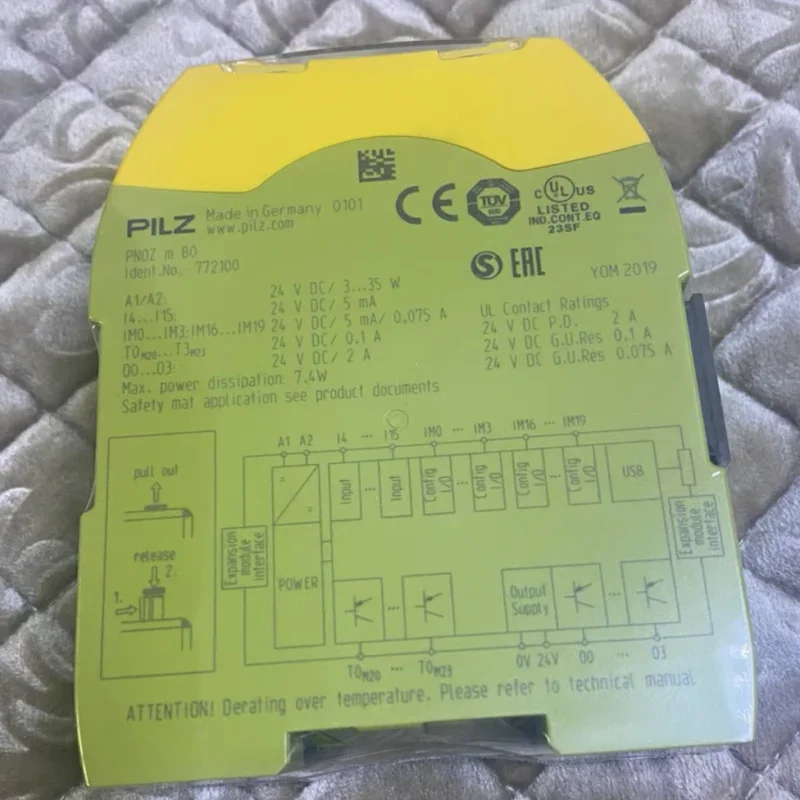 PILZ Made in Germany 0101
www.pilz.com
PNOZ m B0
Ident.No. 772100
CE TÜV SÜD C UL US
LISTED
IND.CONT.EQ
23SF
S EAC YOM 2019
A1/A2: 24 V DC/ 3...35 W
I4...I15: 24 V DC/ 5 mA
IM0...IM3;IM16...IM19 24 V DC/ 5 mA/ 0.075 A
T0M20...T3M23 24 V DC/ 0.1 A
O0...O3: 24 V DC/ 2 A
Max. power dissipation: 7.4W
Safety mat application see product documents
UL Contact Ratings
24 V DC P.D. 2 A
24 V DC G.U.Res 0.1 A
24 V DC G.U.Res 0.075 A
pull out
release
1. 2.
A1 A2 I4 ... I15 IM0 ... IM3 IM16 ... IM19
Input ... Input Config I/O ... Config I/O Config I/O ... Config I/O USB
Expansion module interface
POWER
Expansion module interface
Output
Supply
T0M20 ... T0M23 0V 24V O0 ... O3
ATTENTION! Derating over temperature. Please refer to technical manual